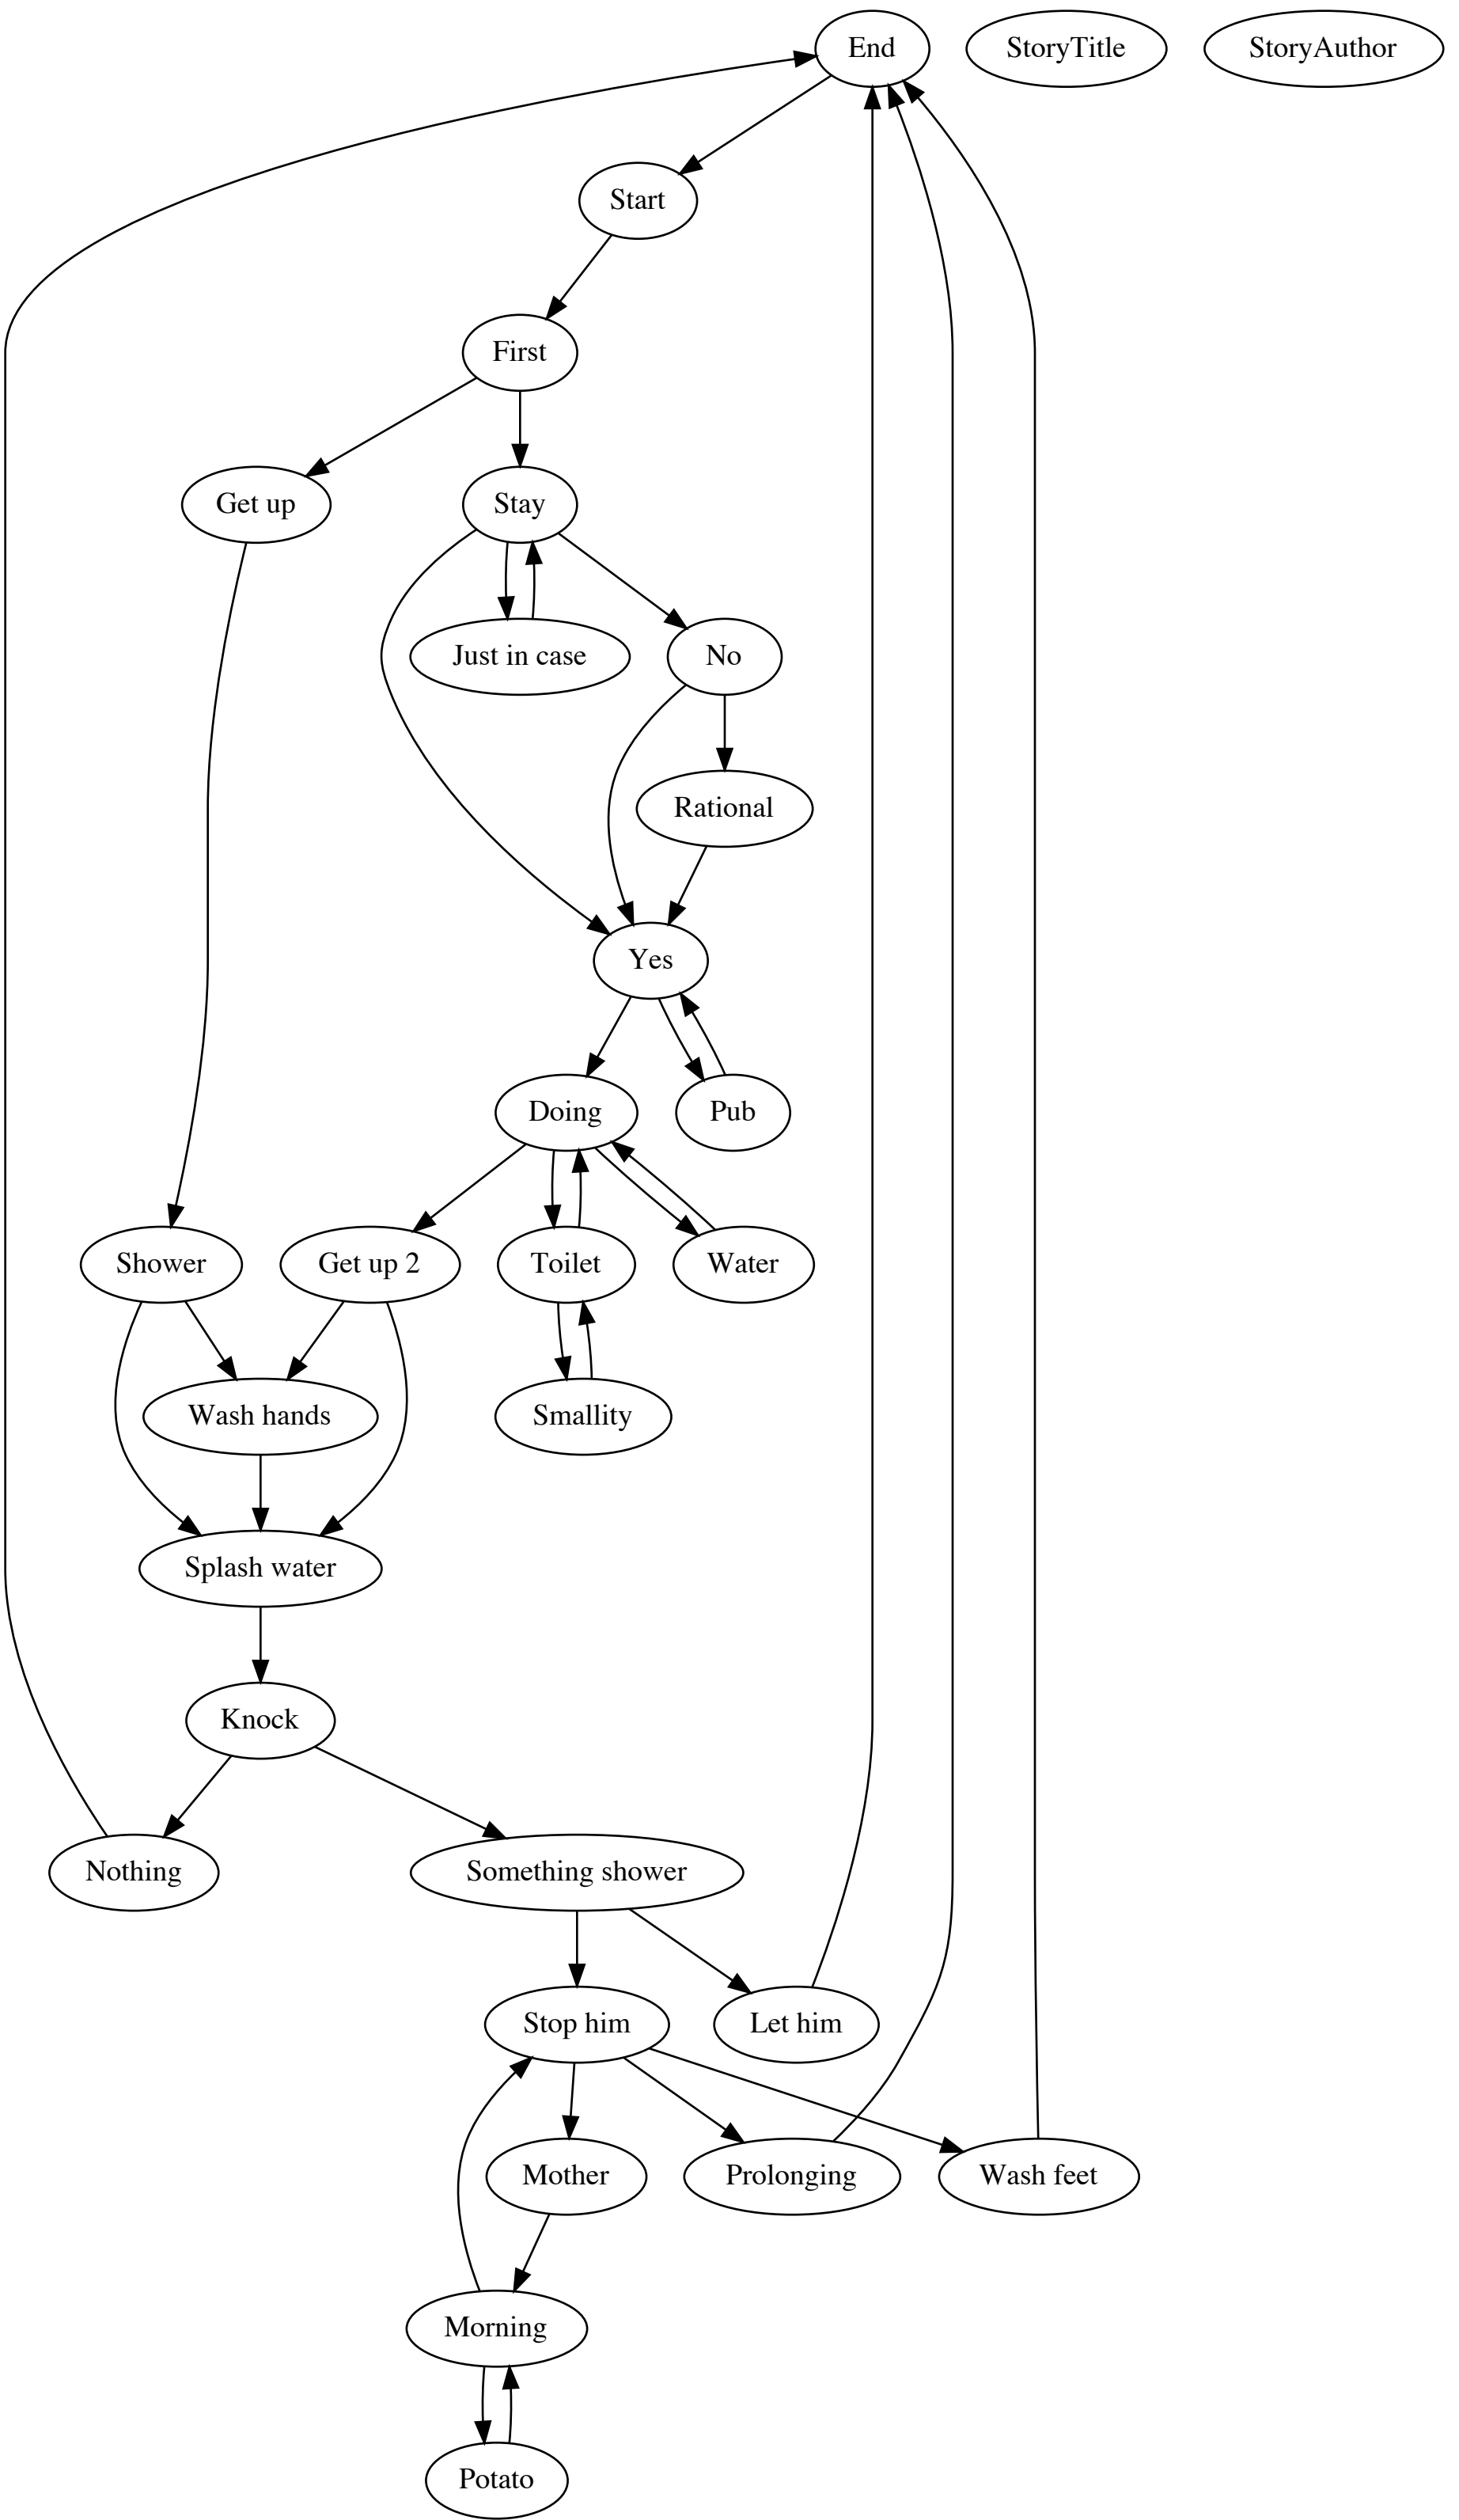 End
StoryTitle
StoryAuthor
Start
First
Get up
Stay
Just in case
No
Rational
Yes
Doing
Pub
Shower
Get up 2
Toilet
Water
Wash hands
Smallity
Splash water
Knock
Nothing
Something shower
Stop him
Let him
Mother
Prolonging
Wash feet
Morning
Potato